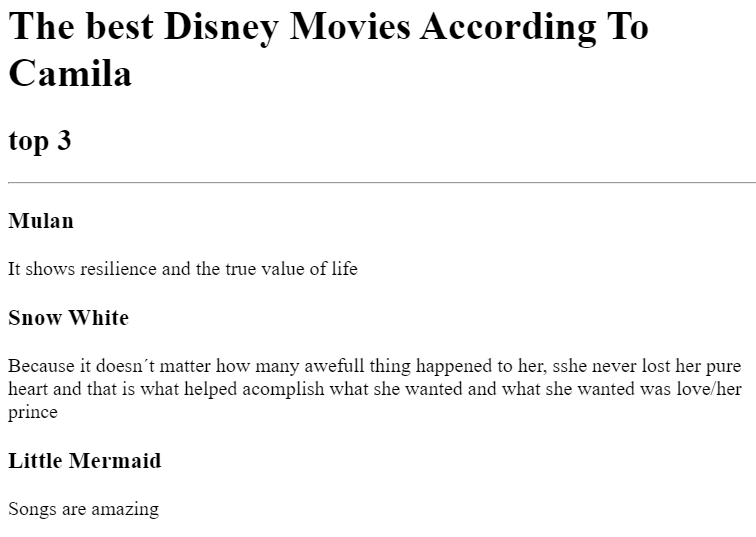 The best Disney Movies According To
Camila
top 3
Mulan
It shows resilience and the true value of life
Snow White
Because it doesn´t matter how many awefull thing happened to her, sshe never lost her pure
heart and that is what helped acomplish what she wanted and what she wanted was love/her
prince
Little Mermaid
Songs are amazing